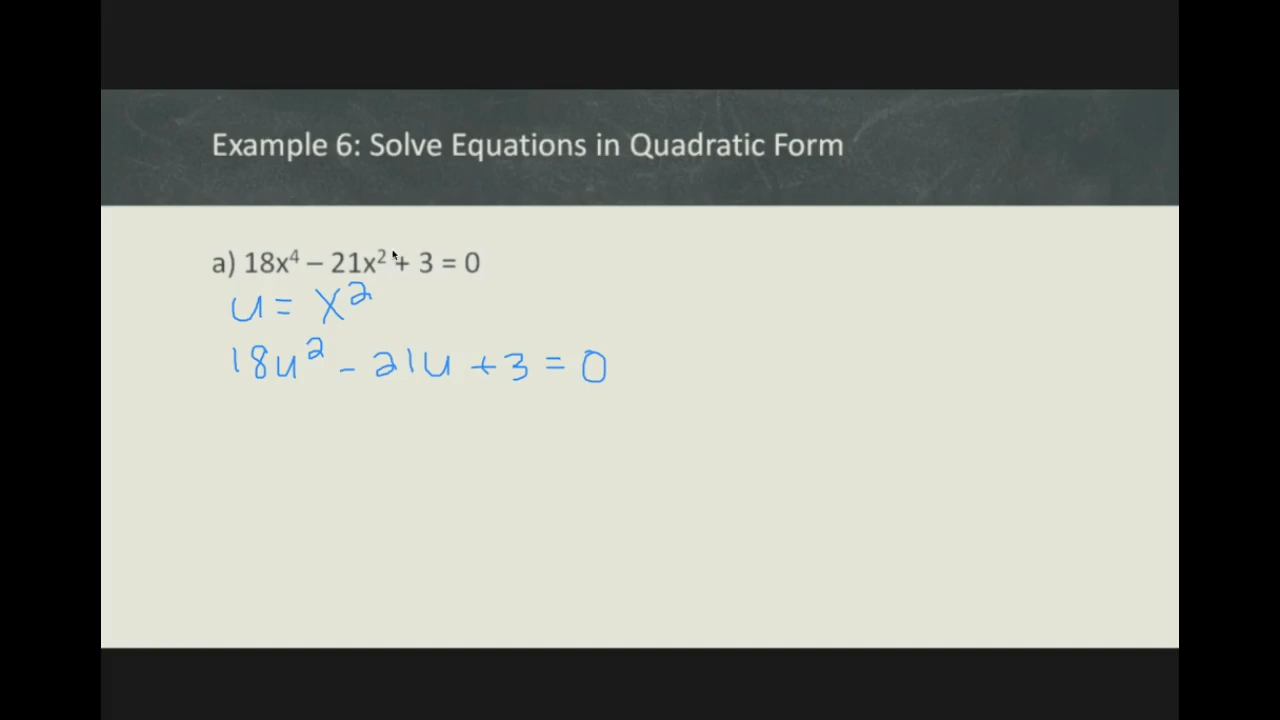 Example 6: Solve Equations in Quadratic Form
a) 18x⁴ – 21x² + 3 = 0
u = x²
18u² - 21u + 3 = 0